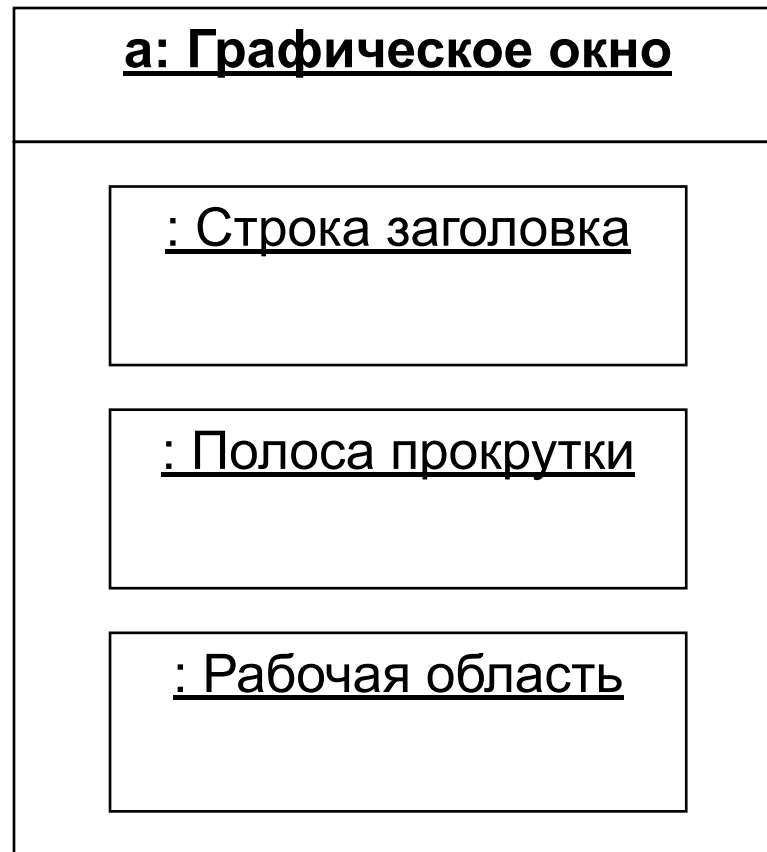 а: Графическое окно
: Строка заголовка
: Полоса прокрутки
: Рабочая область